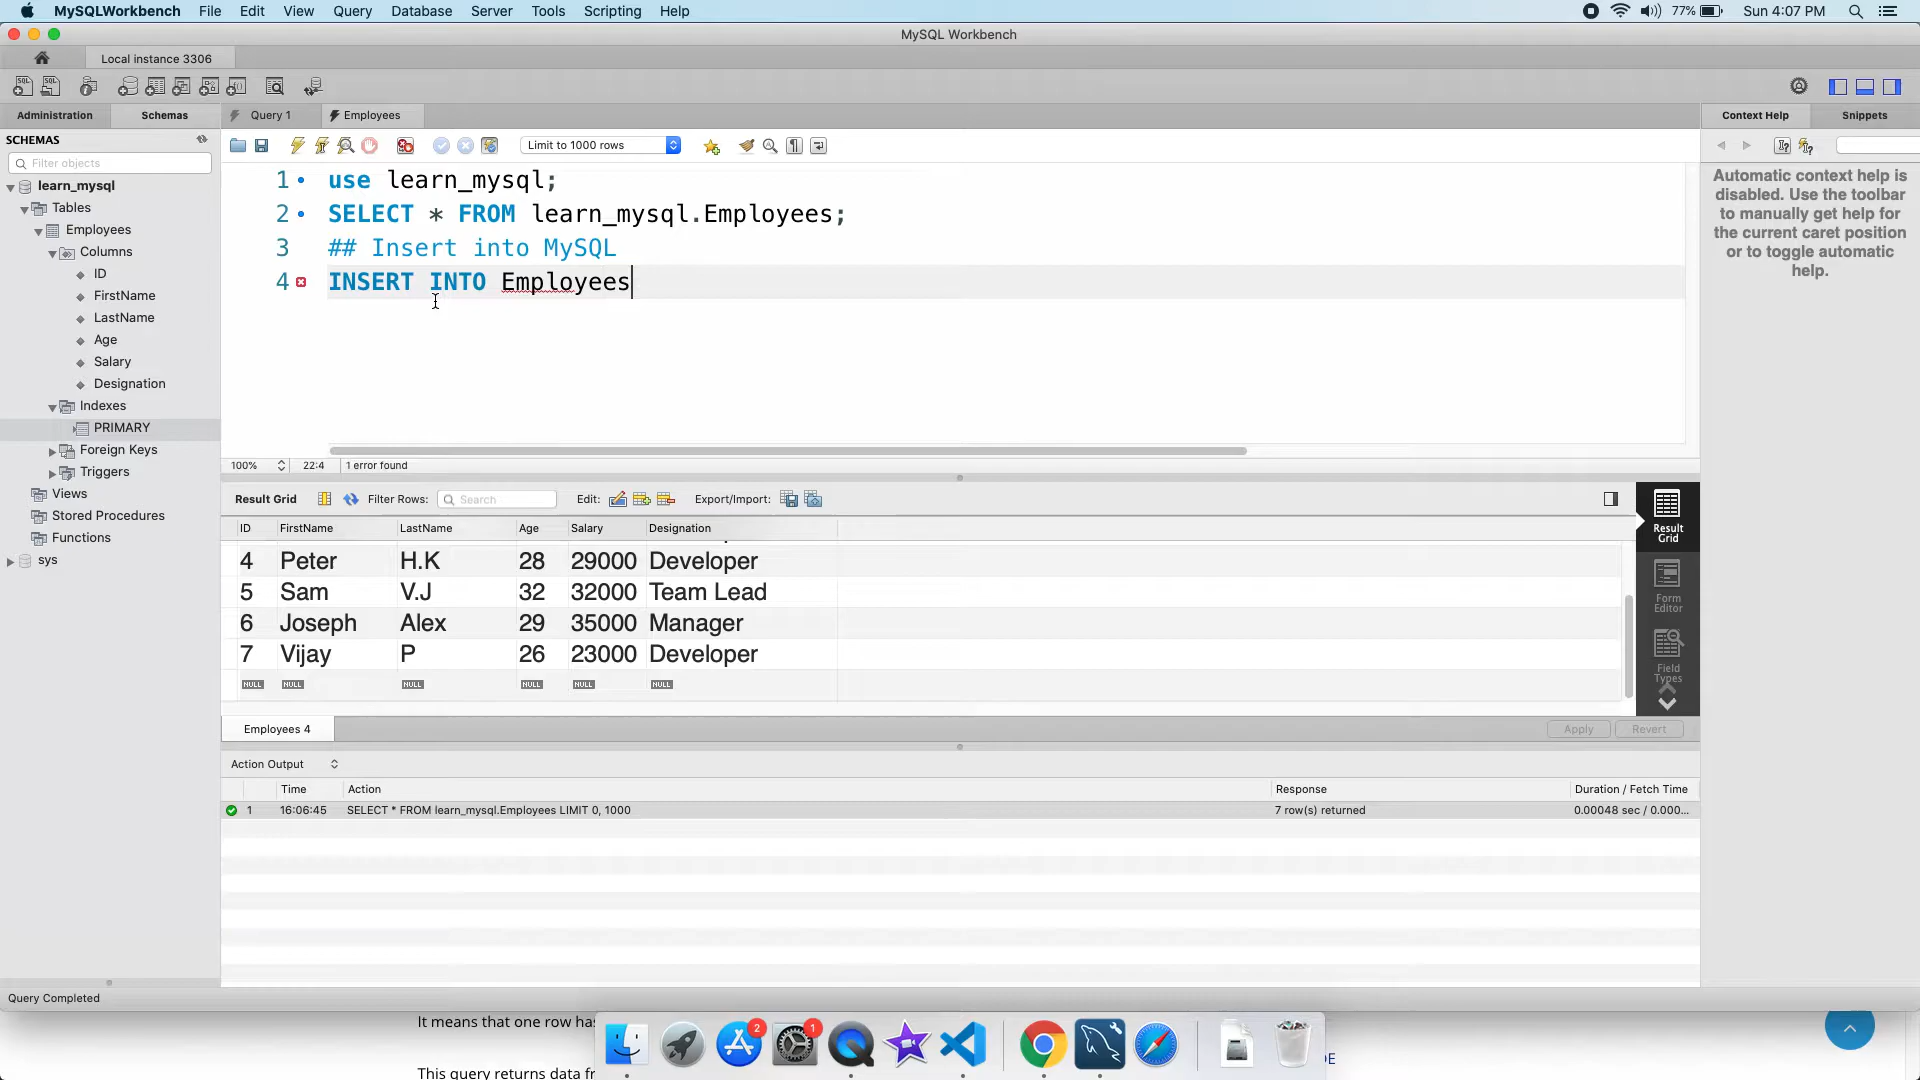 MySQLWorkbench File Edit View Query Database Server Tools Scripting Help 77% Sun 4:07 PM
MySQL Workbench
Local instance 3306
Administration Schemas Query 1 Employees Context Help Snippets
SCHEMAS
Filter objects
learn_mysql
Tables
Employees
Columns
ID
FirstName
LastName
Age
Salary
Designation
Indexes
PRIMARY
Foreign Keys
Triggers
Views
Stored Procedures
Functions
sys
Limit to 1000 rows
1 use learn_mysql;
2 SELECT * FROM learn_mysql.Employees;
3 ## Insert into MySQL
4 INSERT INTO Employees
Automatic context help is
disabled. Use the toolbar
to manually get help for
the current caret position
or to toggle automatic
help.
100% 22:4 1 error found
Result Grid Filter Rows: Search Edit: Export/Import:
ID FirstName LastName Age Salary Designation
4 Peter H.K 28 29000 Developer
5 Sam V.J 32 32000 Team Lead
6 Joseph Alex 29 35000 Manager
7 Vijay P 26 23000 Developer
NULL NULL NULL NULL NULL NULL
Result
Grid
Form
Editor
Field
Types
Employees 4 Apply Revert
Action Output
Time Action Response Duration / Fetch Time
1 16:06:45 SELECT * FROM learn_mysql.Employees LIMIT 0, 1000 7 row(s) returned 0.00048 sec / 0.000...
Query Completed
It means that one row has
2 1
This query returns data